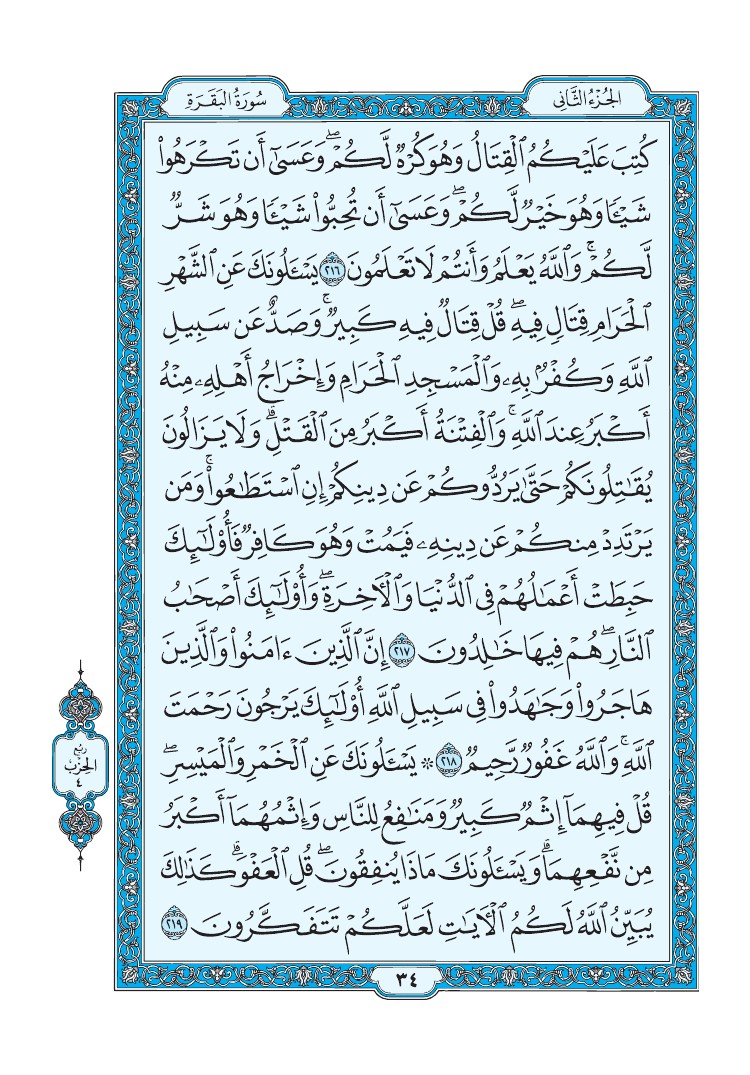 الجُزْءُ الثَّانِي
سُورَةُ البَقَرَةِ
كُتِبَ عَلَيْكُمُ ٱلْقِتَالُ وَهُوَ كُرْهٌ لَّكُمْ ۖ وَعَسَىٰٓ أَن تَكْرَهُوا۟
شَيْـًٔا وَهُوَ خَيْرٌ لَّكُمْ ۖ وَعَسَىٰٓ أَن تُحِبُّوا۟ شَيْـًٔا وَهُوَ شَرٌّ
لَّكُمْ ۗ وَٱللَّهُ يَعْلَمُ وَأَنتُمْ لَا تَعْلَمُونَ ٢١٦ يَسْـَٔلُونَكَ عَنِ ٱلشَّهْرِ
ٱلْحَرَامِ قِتَالٍ فِيهِ ۖ قُلْ قِتَالٌ فِيهِ كَبِيرٌ ۖ وَصَدٌّ عَن سَبِيلِ
ٱللَّهِ وَكُفْرٌۢ بِهِۦ وَٱلْمَسْجِدِ ٱلْحَرَامِ وَإِخْرَاجُ أَهْلِهِۦ مِنْهُ
أَكْبَرُ عِندَ ٱللَّهِ ۚ وَٱلْفِتْنَةُ أَكْبَرُ مِنَ ٱلْقَتْلِ ۗ وَلَا يَزَالُونَ
يُقَـٰتِلُونَكُمْ حَتَّىٰ يَرُدُّوكُمْ عَن دِينِكُمْ إِنِ ٱسْتَطَـٰعُوا۟ ۚ وَمَن
يَرْتَدِدْ مِنكُمْ عَن دِينِهِۦ فَيَمُتْ وَهُوَ كَافِرٌ فَأُو۟لَـٰٓئِكَ
حَبِطَتْ أَعْمَـٰلُهُمْ فِى ٱلدُّنْيَا وَٱلْـَٔاخِرَةِ ۖ وَأُو۟لَـٰٓئِكَ أَصْحَـٰبُ
ٱلنَّارِ ۖ هُمْ فِيهَا خَـٰلِدُونَ ٢١٧ إِنَّ ٱلَّذِينَ ءَامَنُوا۟ وَٱلَّذِينَ
هَاجَرُوا۟ وَجَـٰهَدُوا۟ فِى سَبِيلِ ٱللَّهِ أُو۟لَـٰٓئِكَ يَرْجُونَ رَحْمَتَ
ٱللَّهِ ۚ وَٱللَّهُ غَفُورٌ رَّحِيمٌ ٢١٨ ۞ يَسْـَٔلُونَكَ عَنِ ٱلْخَمْرِ وَٱلْمَيْسِرِ ۖ
قُلْ فِيهِمَآ إِثْمٌ كَبِيرٌ وَمَنَـٰفِعُ لِلنَّاسِ وَإِثْمُهُمَآ أَكْبَرُ
مِن نَّفْعِهِمَا ۗ وَيَسْـَٔلُونَكَ مَاذَا يُنفِقُونَ ۖ قُلِ ٱلْعَفْوَ ۗ كَذَٰلِكَ
يُبَيِّنُ ٱللَّهُ لَكُمُ ٱلْـَٔايَـٰتِ لَعَلَّكُمْ تَتَفَكَّرُونَ ٢١٩
ربع
الحزب
٤
٣٤